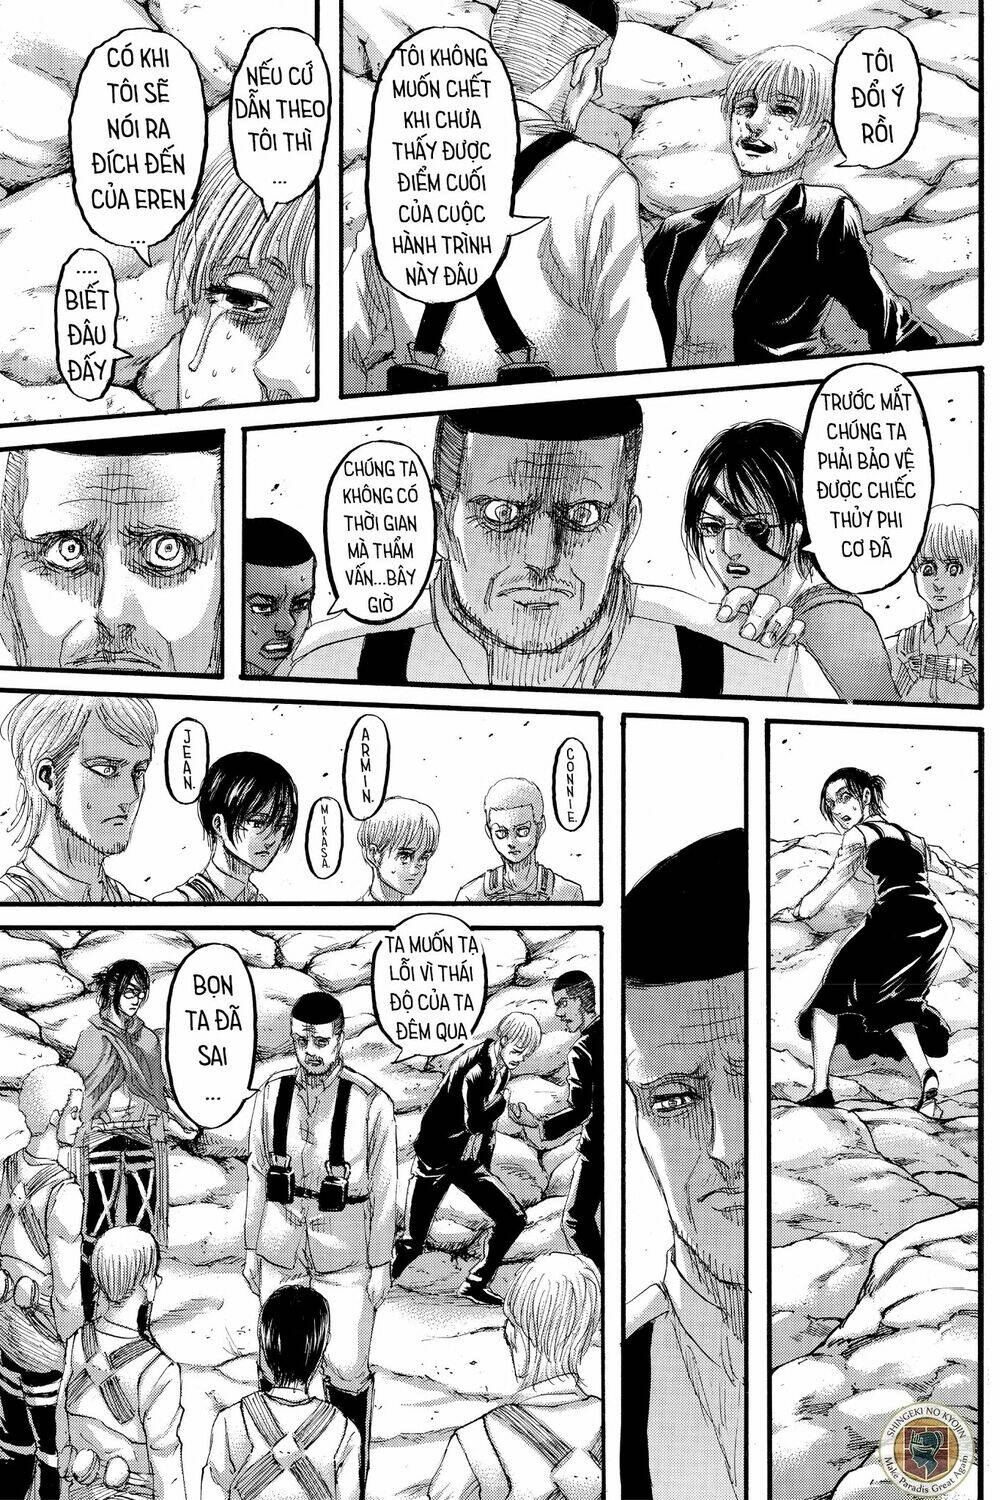 TÔI
ĐỔI Ý
RỒI
TÔI KHÔNG
MUỐN CHẾT
KHI CHƯA
THẤY ĐƯỢC
ĐIỂM CUỐI
CỦA CUỘC
HÀNH TRÌNH
NÀY ĐÂU
NẾU CỨ
DẪN THEO
TÔI THÌ
...
CÓ KHI
TÔI SẼ
NÓI RA
ĐÍCH ĐẾN
CỦA EREN
...
....
BIẾT
ĐÂU
ĐẤY
TRƯỚC MẮT
CHÚNG TA
PHẢI BẢO VỆ
ĐƯỢC CHIẾC
THỦY PHI
CƠ ĐÃ
CHÚNG TA
KHÔNG CÓ
THỜI GIAN
MÀ THẨM
VẤN...BÂY
GIỜ
CONNIE.
ARMIN.
MIKASA.
JEAN.
TA MUỐN TẠ
LỖI VÌ THÁI
ĐỘ CỦA TA
ĐÊM QUA
BỌN
TA ĐÃ
SAI
...
SHINGEKI NO KYOJIN
Make Paradis Great Again